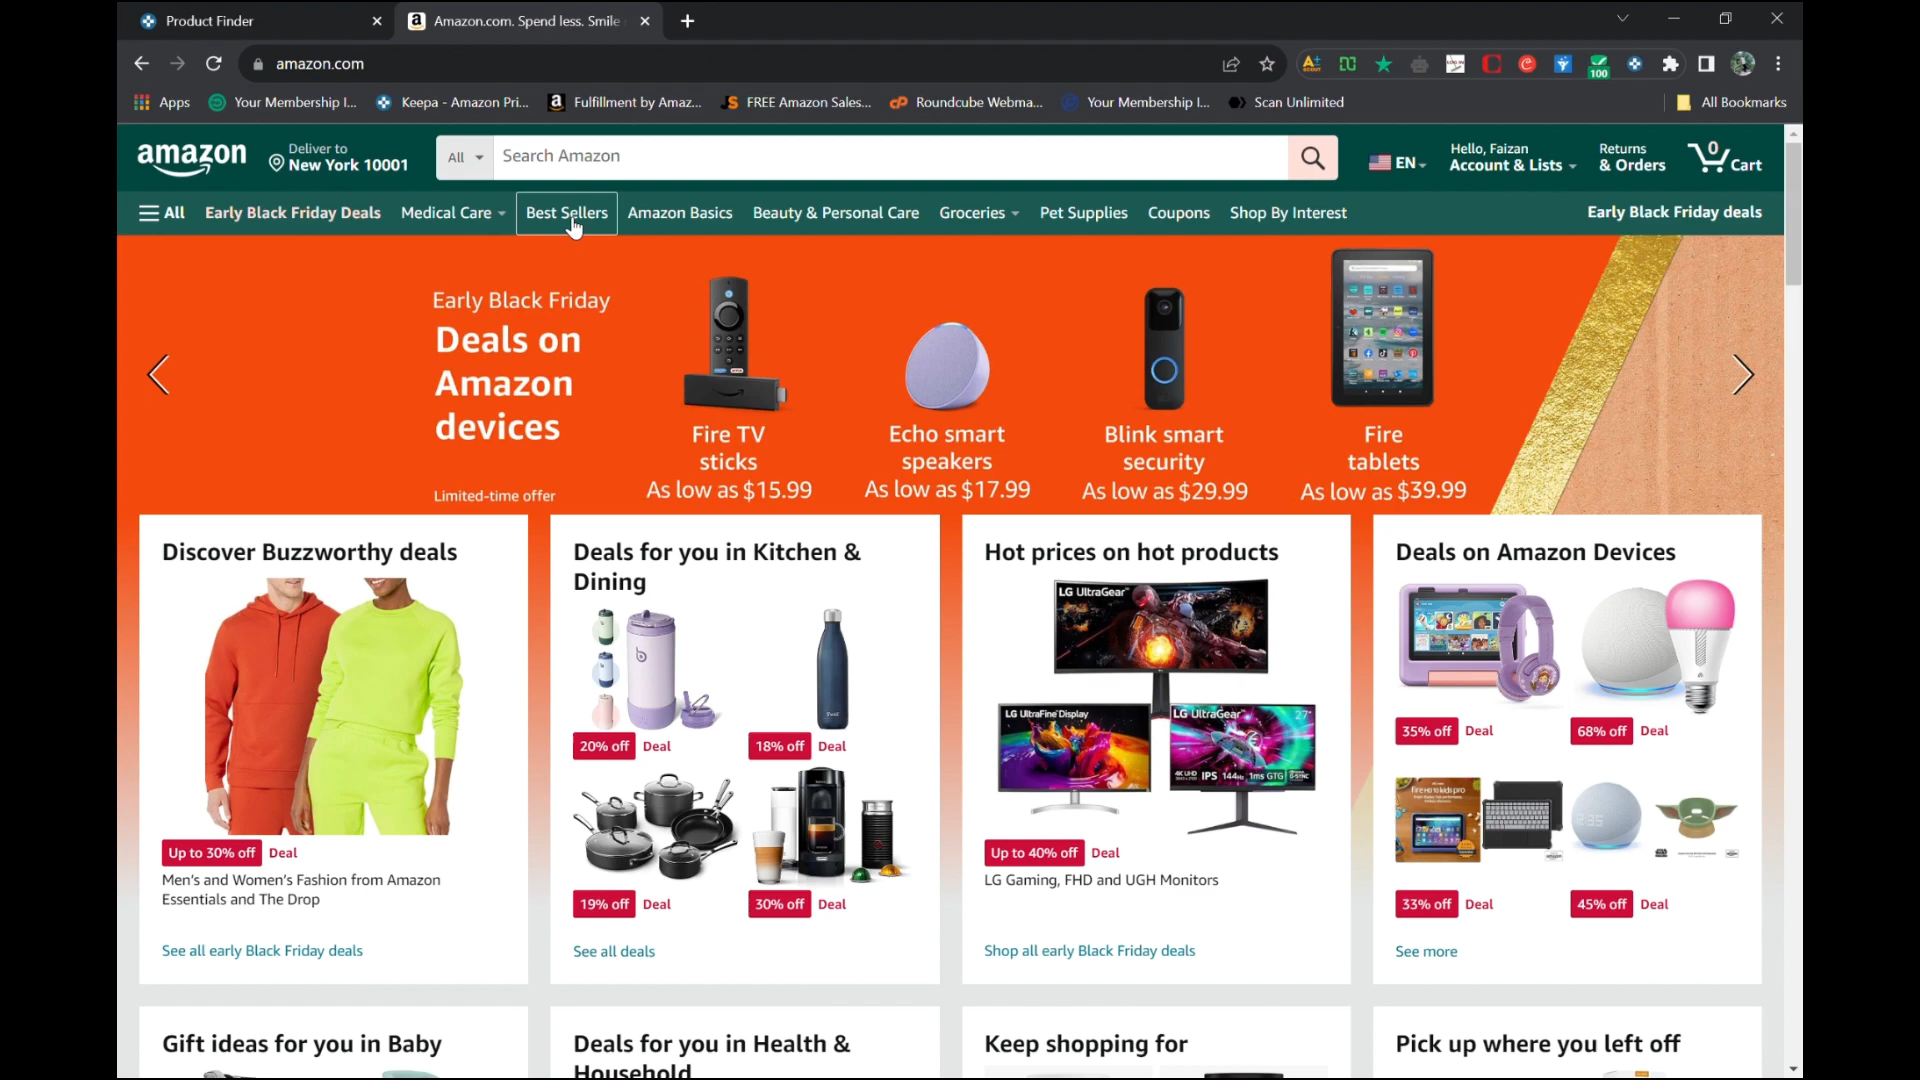 Product Finder
Amazon.com. Spend less. Smile
amazon.com
100
Apps
Your Membership I...
Keepa - Amazon Pri...
Fulfillment by Amaz...
FREE Amazon Sales...
Roundcube Webma...
Your Membership I...
Scan Unlimited
All Bookmarks
amazon
Deliver to
New York 10001
All
Search Amazon
EN
Hello, Faizan
Account & Lists
Returns
& Orders
0
Cart
All
Early Black Friday Deals
Medical Care
Best Sellers
Amazon Basics
Beauty & Personal Care
Groceries
Pet Supplies
Coupons
Shop By Interest
Early Black Friday deals
Early Black Friday
Deals on
Amazon
devices
Limited-time offer
Fire TV
sticks
As low as $15.99
Echo smart
speakers
As low as $17.99
Blink smart
security
As low as $29.99
Fire
tablets
As low as $39.99
Discover Buzzworthy deals
Up to 30% off Deal
Men's and Women's Fashion from Amazon
Essentials and The Drop
See all early Black Friday deals
Deals for you in Kitchen &
Dining
20% off Deal
18% off Deal
19% off Deal
30% off Deal
See all deals
Hot prices on hot products
LG UltraGear™
LG UltraFine Display
LG UltraGear™ 27"
IPS 144Hz 1ms GTG
Up to 40% off Deal
LG Gaming, FHD and UGH Monitors
Shop all early Black Friday deals
Deals on Amazon Devices
35% off Deal
68% off Deal
33% off Deal
45% off Deal
See more
Gift ideas for you in Baby
Deals for you in Health &
Household
Keep shopping for
Pick up where you left off